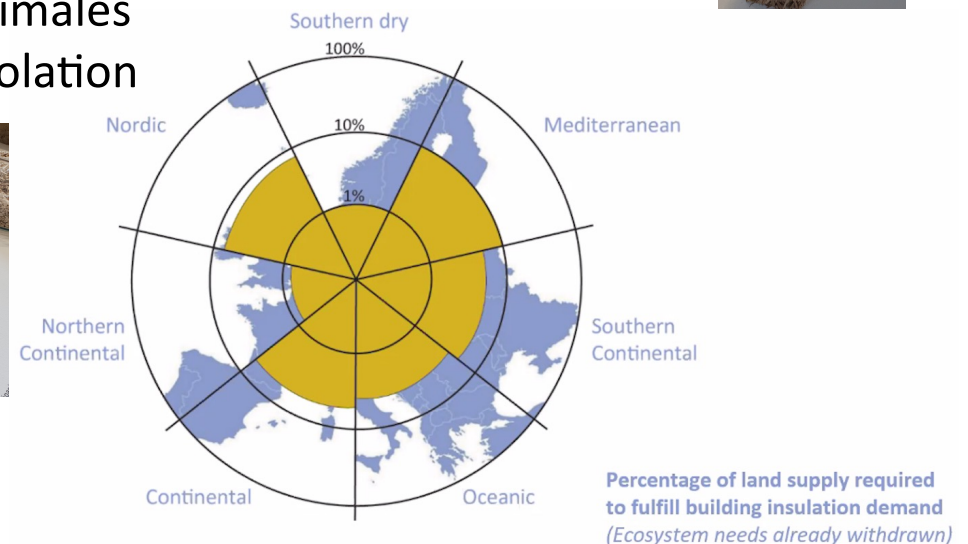 imales
olation
Southern dry
100%
Nordic
10%
Mediterranean
1%
Northern
Continental
Southern
Continental
Continental
Oceanic
Percentage of land supply required
to fulfill building insulation demand
(Ecosystem needs already withdrawn)